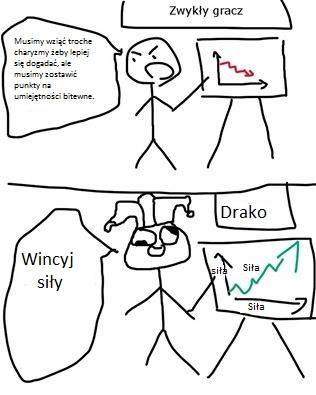 Zwykły gracz
Musimy wziąć troche
charyzmy żeby lepiej
się dogadać, ale
musimy zostawić
punkty na
umiejętności bitewne.
Drako
Wincyj
siły
siła
Siła
Siła